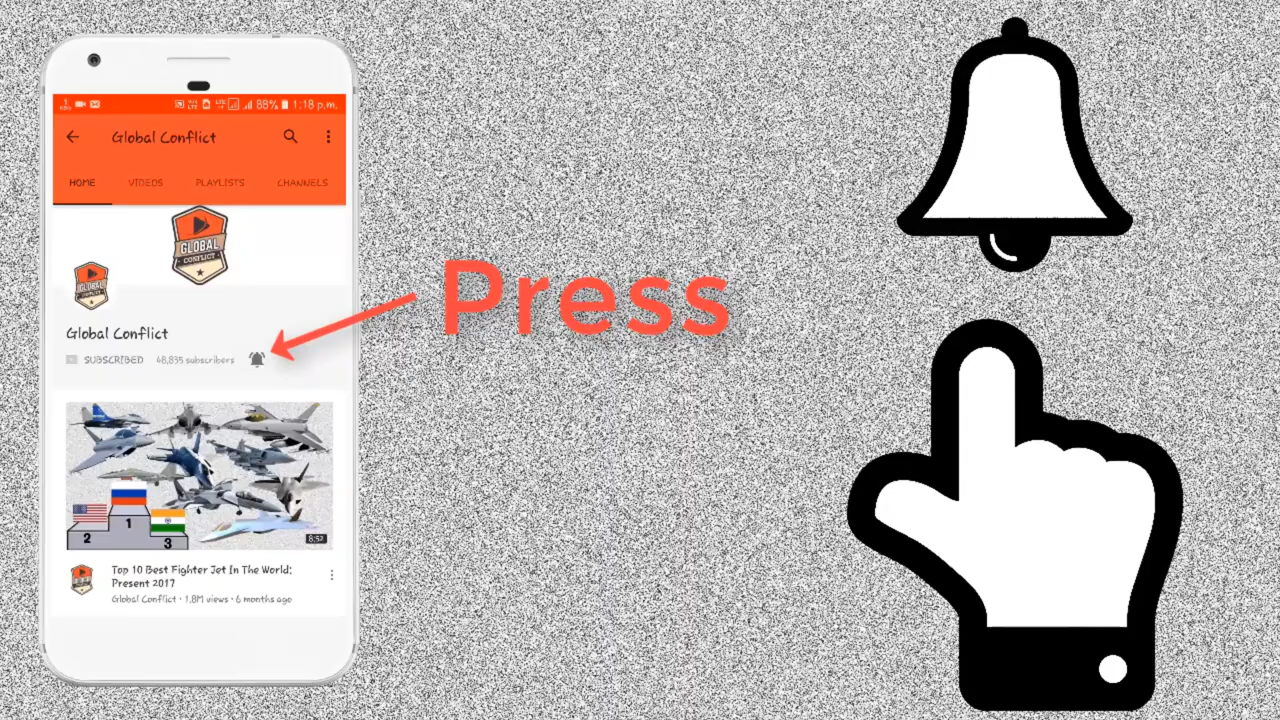 88% 1:18 p.m.
Global Conflict
HOME VIDEOS PLAYLISTS CHANNELS
GLOBAL
CONFLICT
Global Conflict
SUBSCRIBED 48,835 subscribers
Press
1
2
3
8:57
Top 10 Best Fighter Jet In The World;
Present 2017
Global Conflict • 1.8M views • 6 months ago